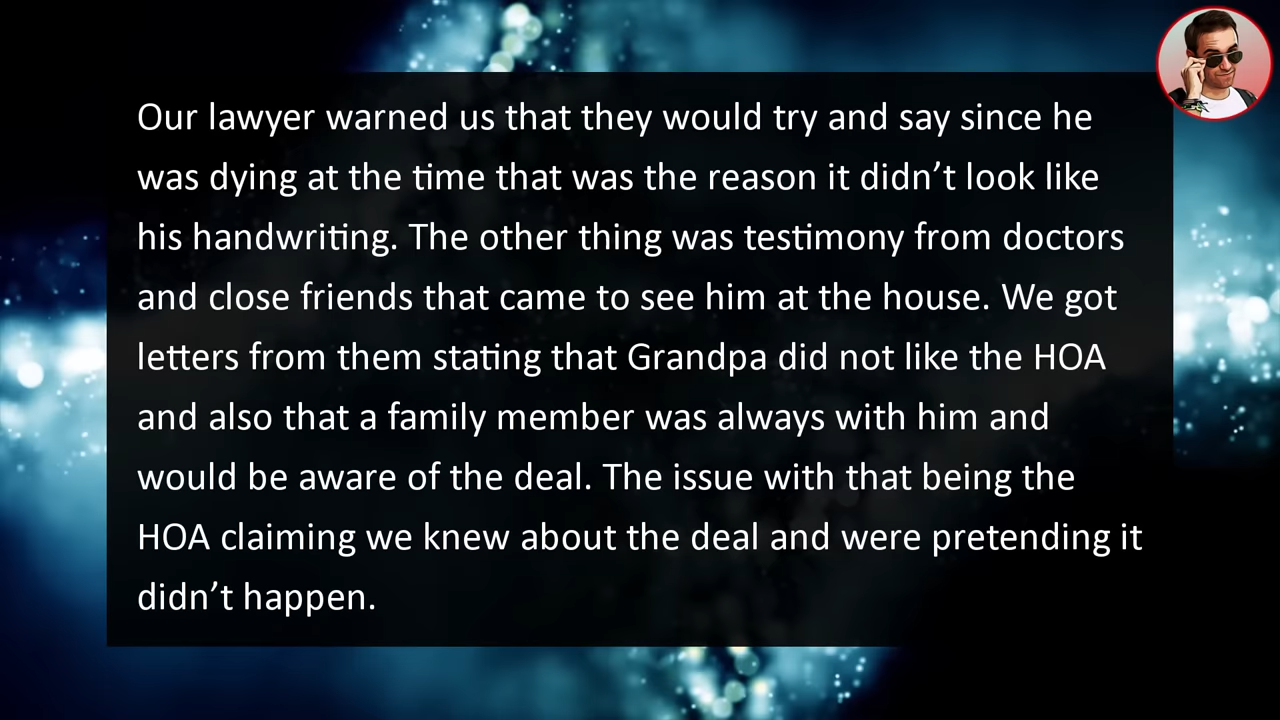 Our lawyer warned us that they would try and say since he
was dying at the time that was the reason it didn’t look like
his handwriting. The other thing was testimony from doctors
and close friends that came to see him at the house. We got
letters from them stating that Grandpa did not like the HOA
and also that a family member was always with him and
would be aware of the deal. The issue with that being the
HOA claiming we knew about the deal and were pretending it
didn’t happen.